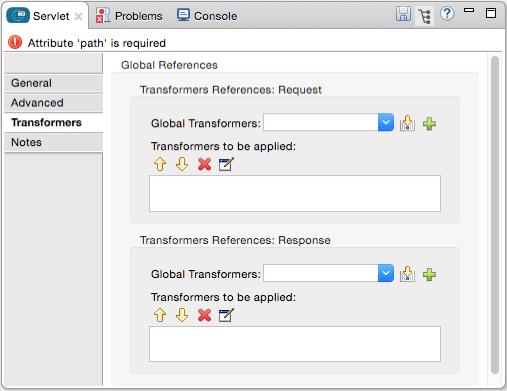 Servlet
Problems
Console
Attribute 'path' is required
General
Advanced
Transformers
Notes
Global References
Transformers References: Request
Global Transformers:
Transformers to be applied:
Transformers References: Response
Global Transformers:
Transformers to be applied: